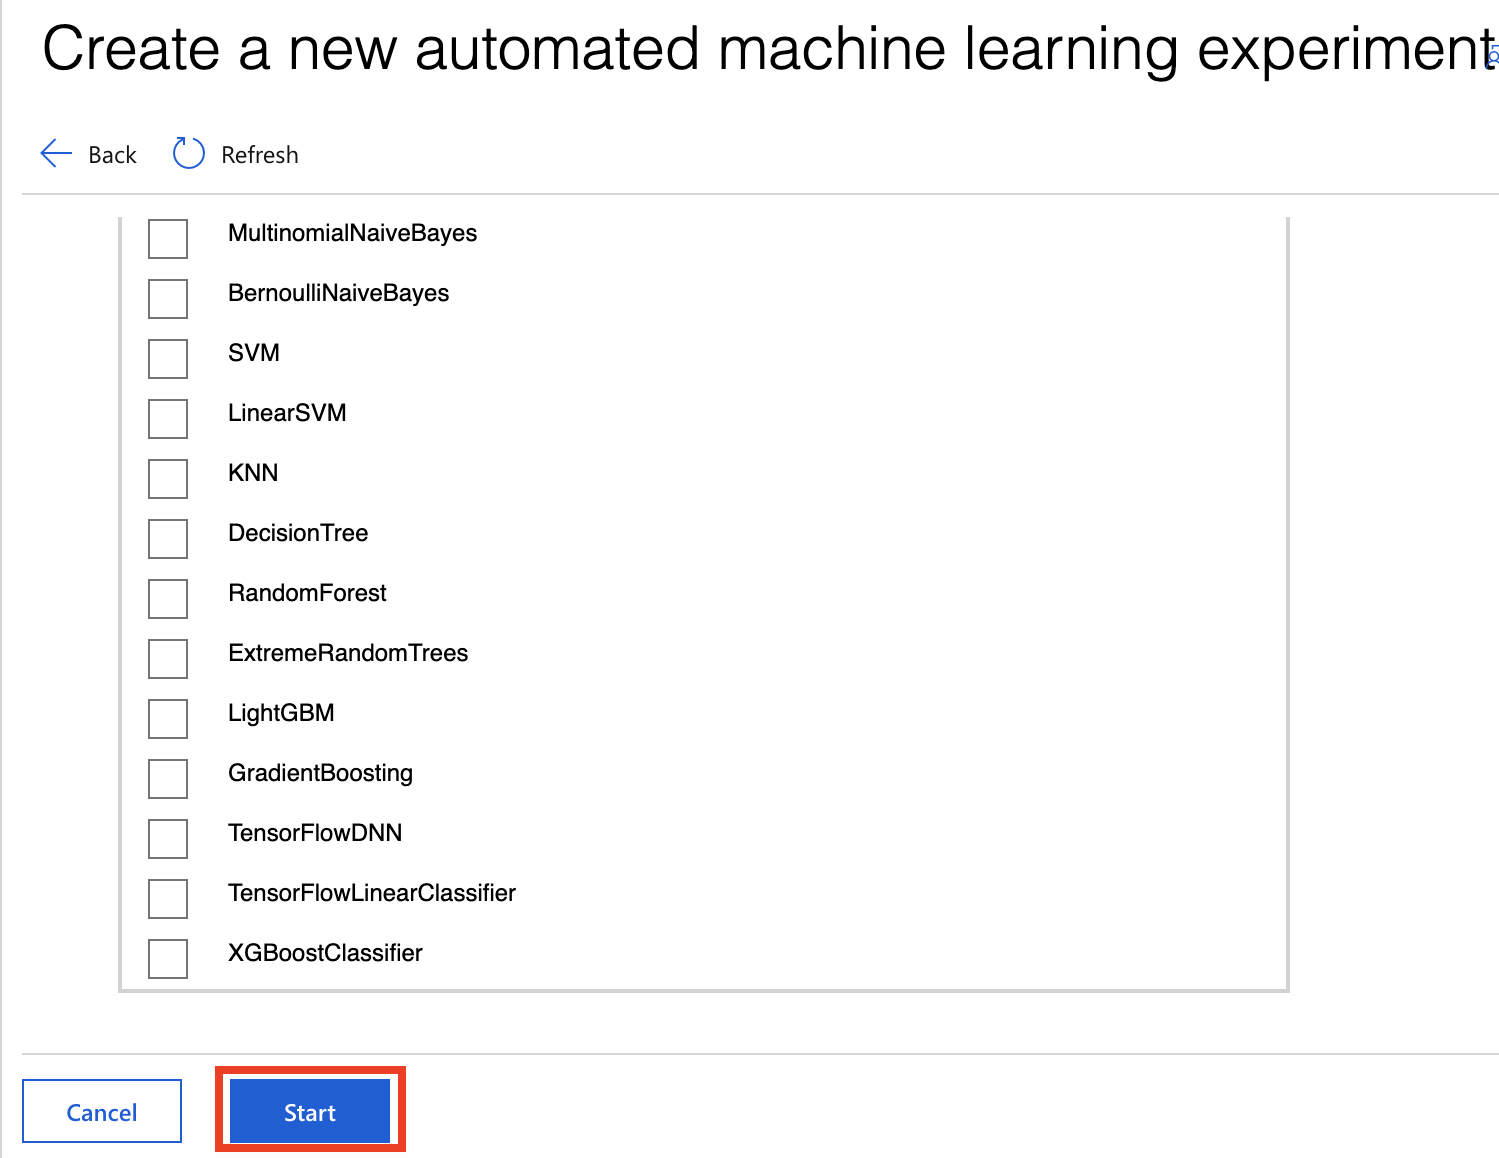 Create a new automated machine learning experiment
Back Refresh
MultinomialNaiveBayes
BernoulliNaiveBayes
SVM
LinearSVM
KNN
DecisionTree
RandomForest
ExtremeRandomTrees
LightGBM
GradientBoosting
TensorFlowDNN
TensorFlowLinearClassifier
XGBoostClassifier
Cancel Start